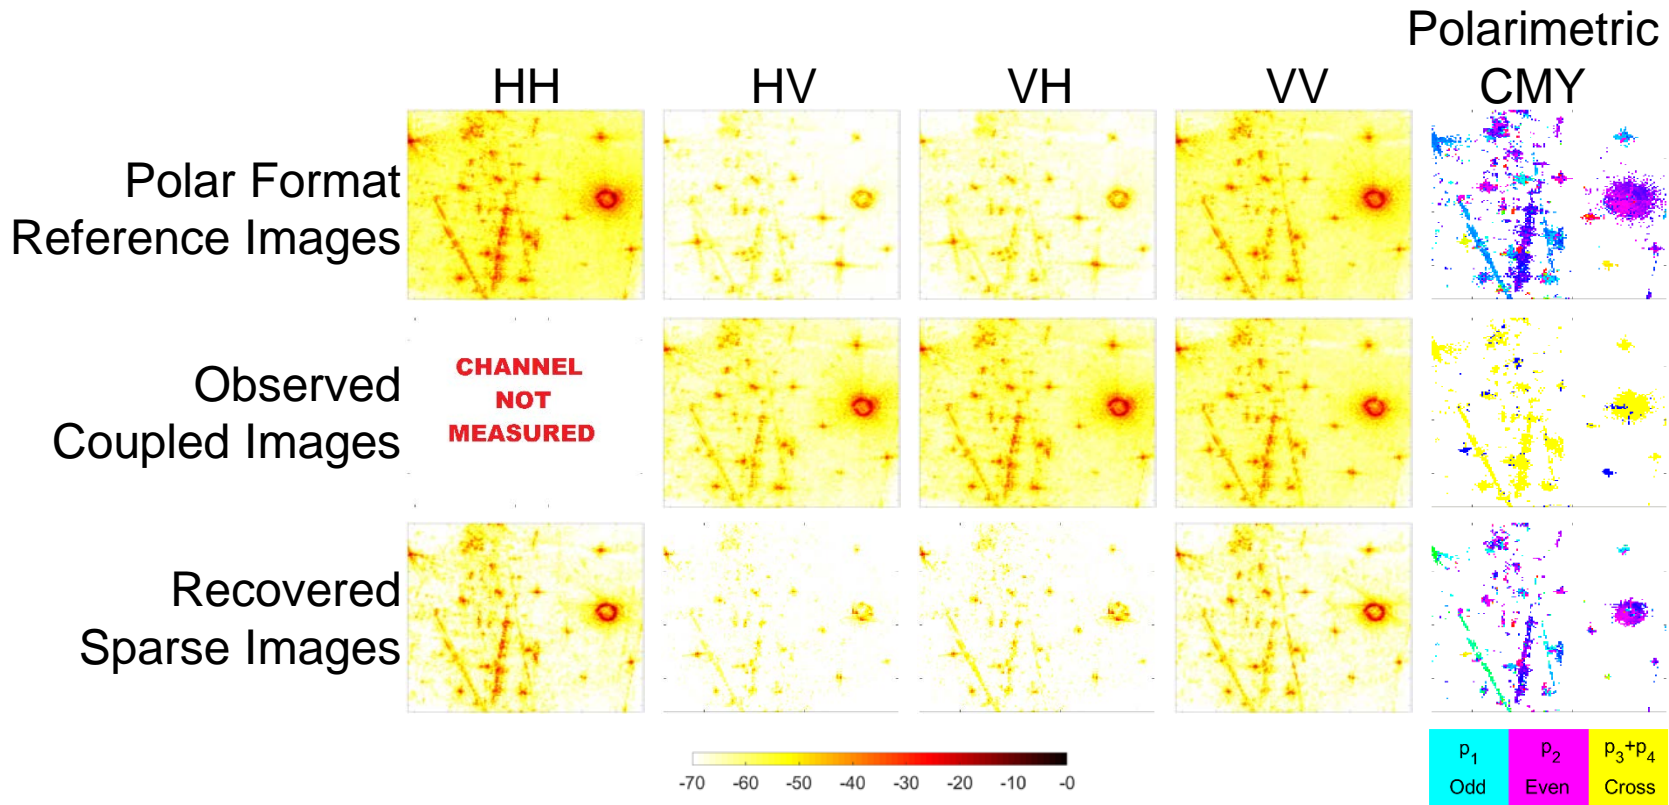 Polarimetric
HH HV VH VV CMY
Polar Format
Reference Images
CHANNEL
NOT
MEASURED
Observed
Coupled Images
Recovered
Sparse Images
-70 -60 -50 -40 -30 -20 -10 -0
p1 p2 p3+p4
Odd Even Cross